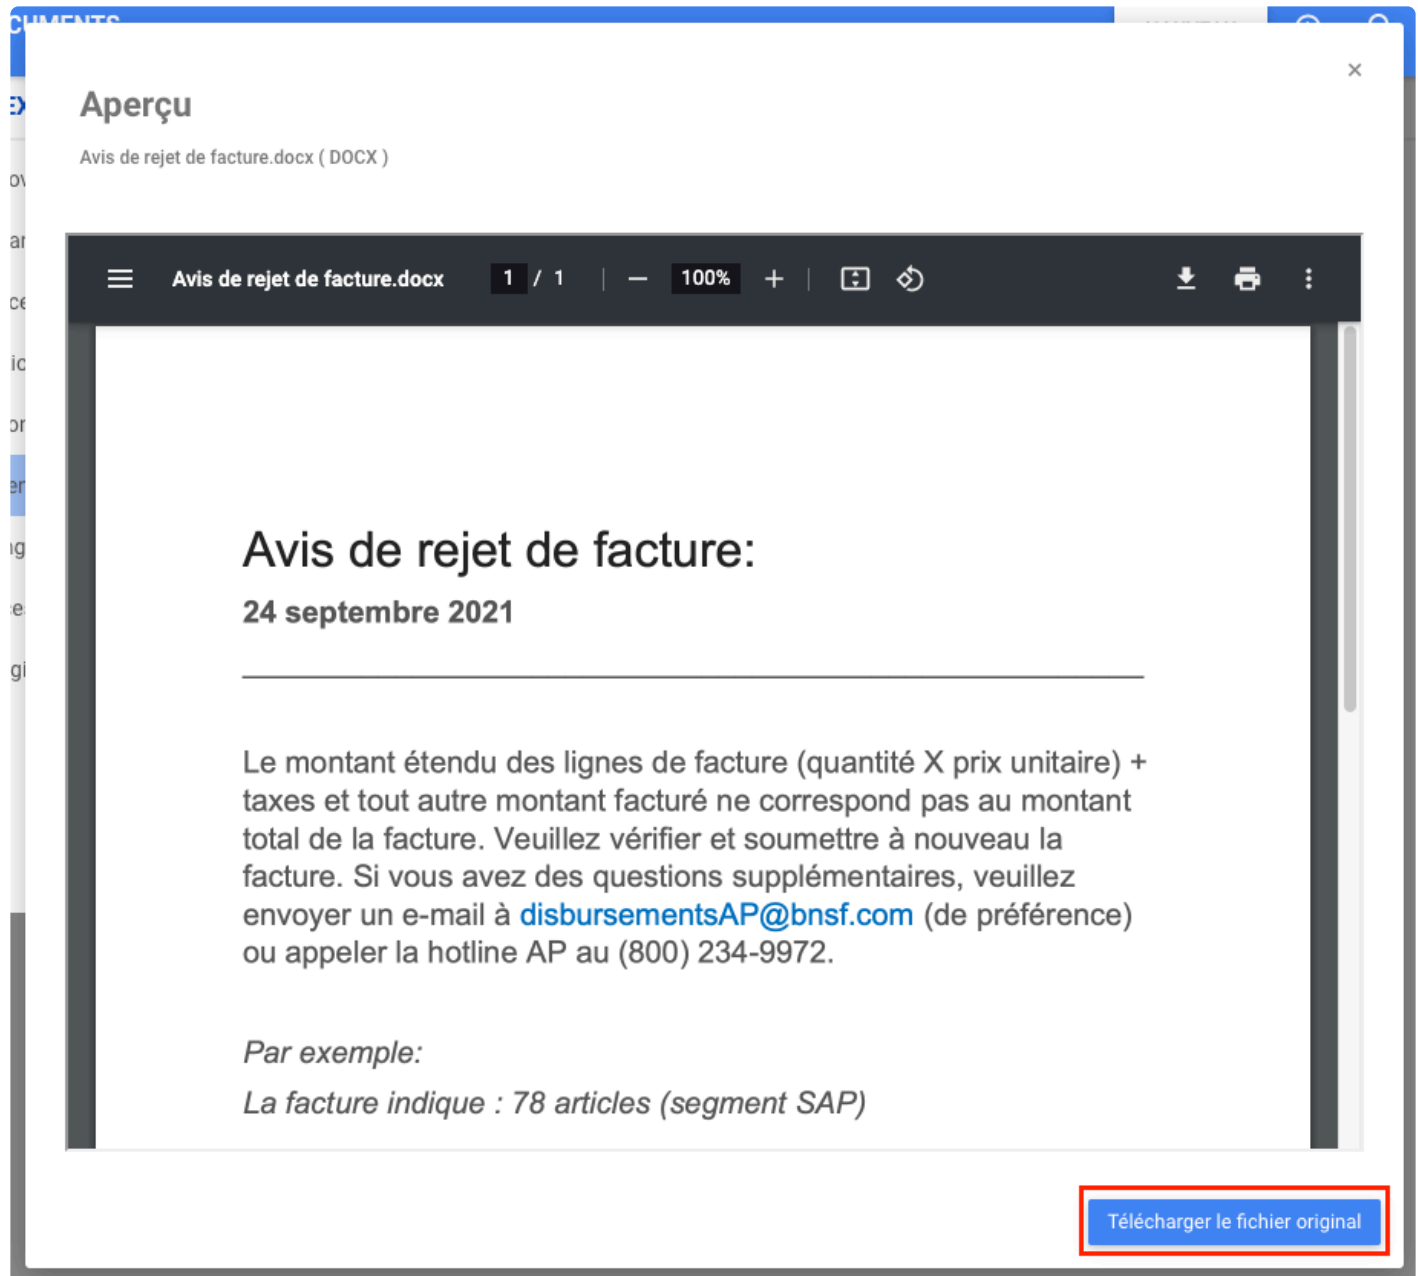 CUMENTS
Aperçu
Avis de rejet de facture.docx ( DOCX )
Avis de rejet de facture.docx 1 / 1 100%
Avis de rejet de facture:
24 septembre 2021
Le montant étendu des lignes de facture (quantité X prix unitaire) +
taxes et tout autre montant facturé ne correspond pas au montant
total de la facture. Veuillez vérifier et soumettre à nouveau la
facture. Si vous avez des questions supplémentaires, veuillez
envoyer un e-mail à disbursementsAP@bnsf.com (de préférence)
ou appeler la hotline AP au (800) 234-9972.
Par exemple:
La facture indique : 78 articles (segment SAP)
Télécharger le fichier original